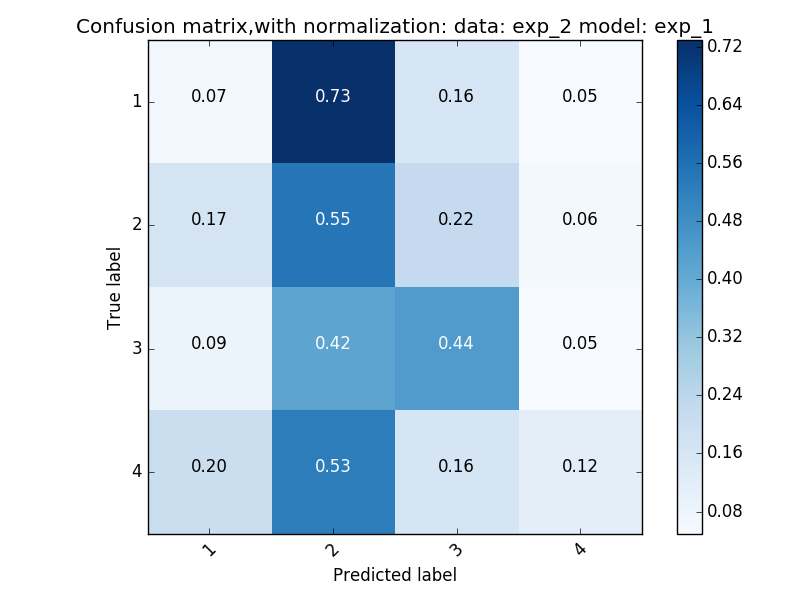 Confusion matrix,with normalization: data: exp_2 model: exp_1
True label
1 0.07 0.73 0.16 0.05
2 0.17 0.55 0.22 0.06
3 0.09 0.42 0.44 0.05
4 0.20 0.53 0.16 0.12
1 2 3 4
Predicted label
0.72
0.64
0.56
0.48
0.40
0.32
0.24
0.16
0.08